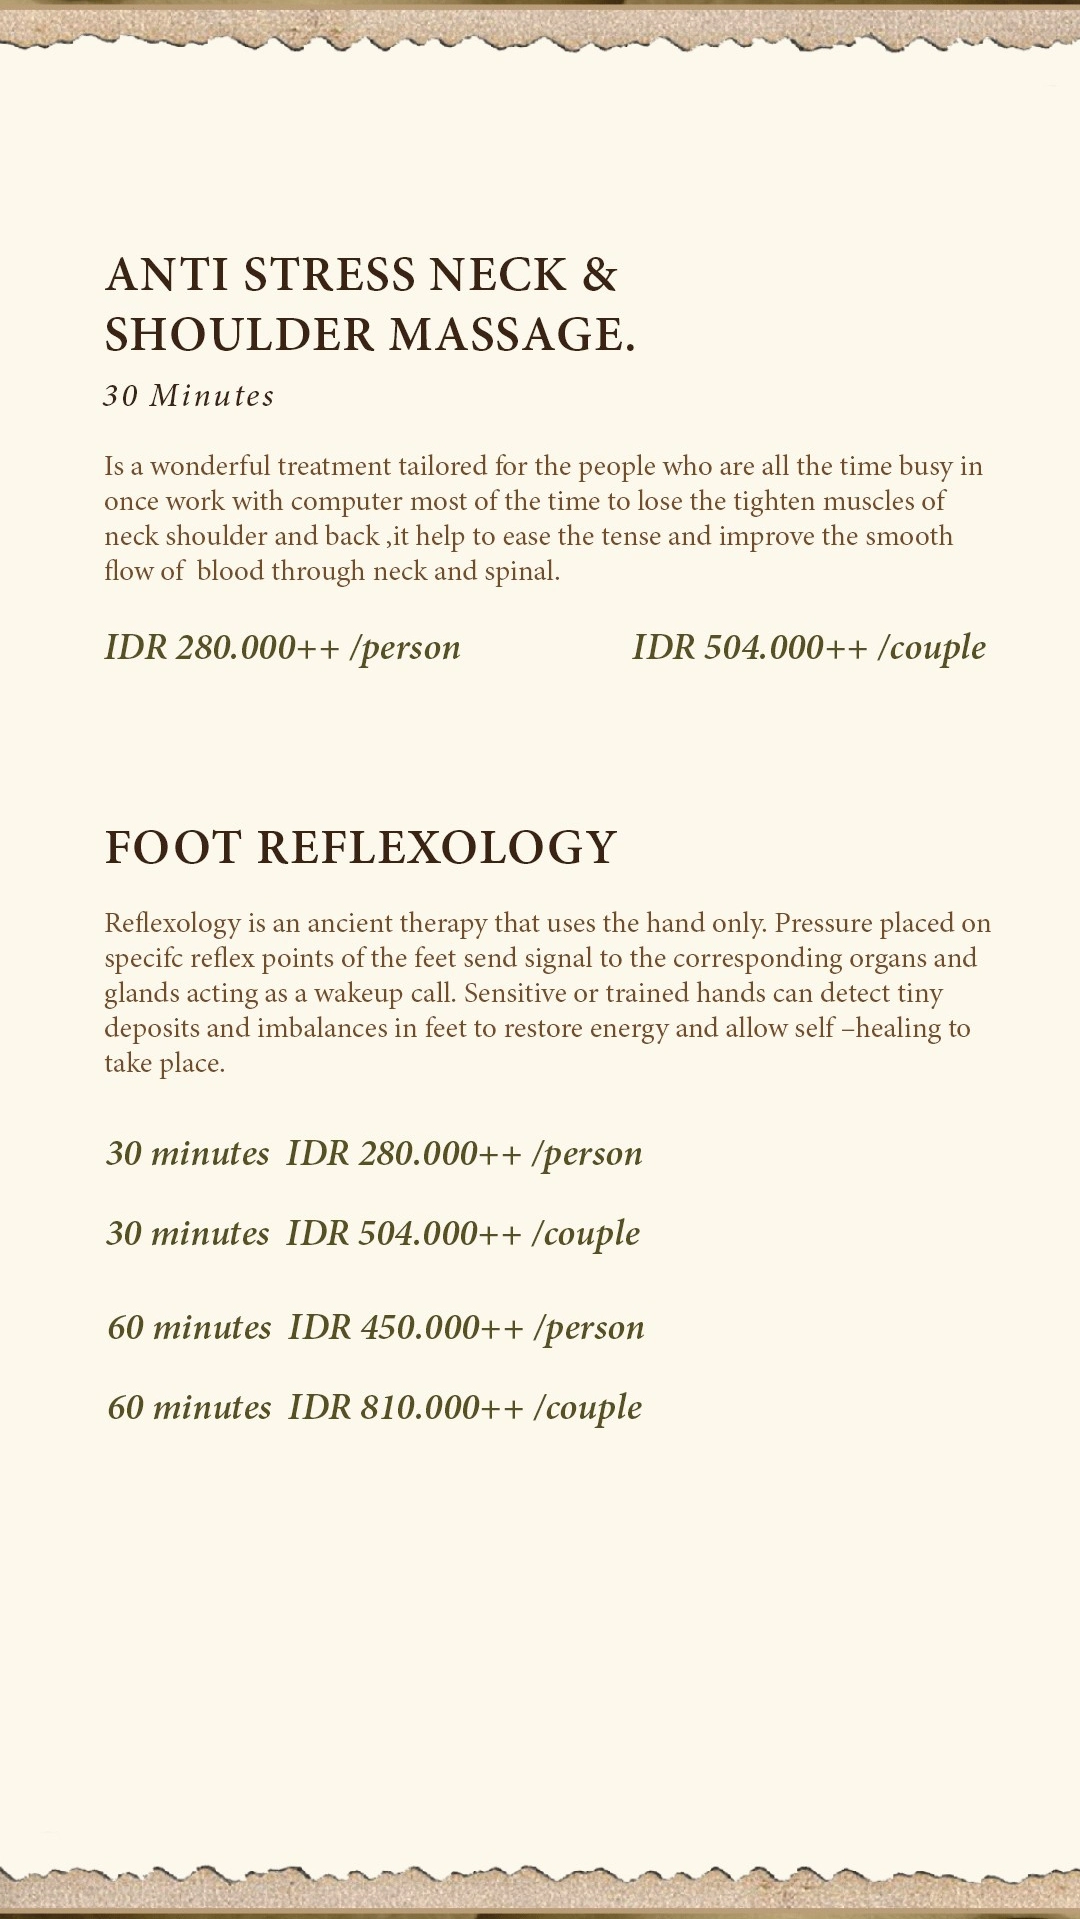 ANTI STRESS NECK &
SHOULDER MASSAGE.
30 Minutes
Is a wonderful treatment tailored for the people who are all the time busy in
once work with computer most of the time to lose the tighten muscles of
neck shoulder and back ,it help to ease the tense and improve the smooth
flow of  blood through neck and spinal.
IDR 280.000++ /person IDR 504.000++ /couple
FOOT REFLEXOLOGY
Reflexology is an ancient therapy that uses the hand only. Pressure placed on
specifc reflex points of the feet send signal to the corresponding organs and
glands acting as a wakeup call. Sensitive or trained hands can detect tiny
deposits and imbalances in feet to restore energy and allow self –healing to
take place.
30 minutes  IDR 280.000++ /person
30 minutes  IDR 504.000++ /couple
60 minutes  IDR 450.000++ /person
60 minutes  IDR 810.000++ /couple